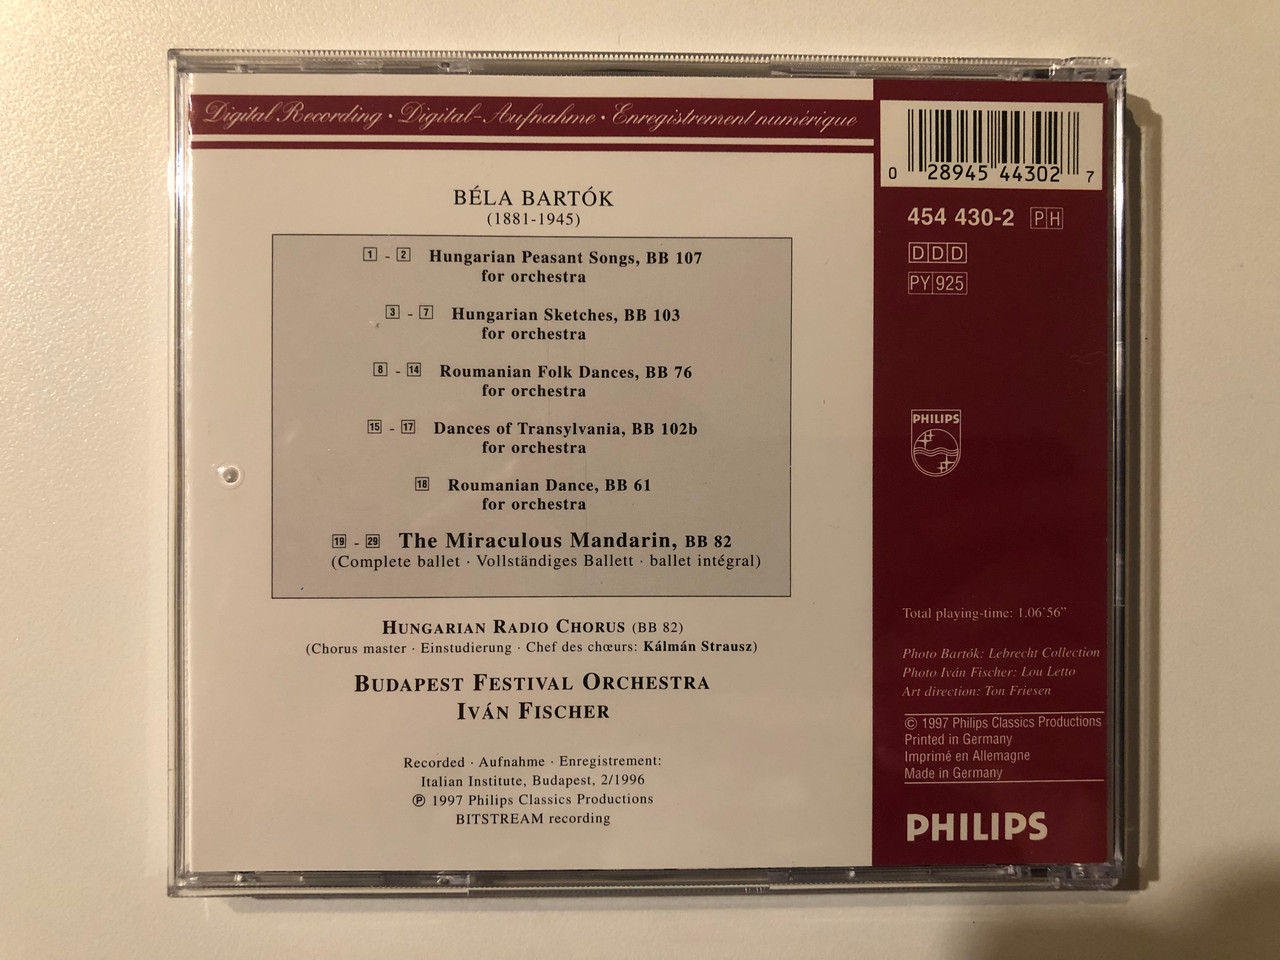 Digital Recording · Digital-Aufnahme · Enregistrement numérique
BÉLA BARTÓK
(1881-1945)
1 - 2 Hungarian Peasant Songs, BB 107
for orchestra
3 - 7 Hungarian Sketches, BB 103
for orchestra
8 - 14 Roumanian Folk Dances, BB 76
for orchestra
15 - 17 Dances of Transylvania, BB 102b
for orchestra
18 Roumanian Dance, BB 61
for orchestra
19 - 29 The Miraculous Mandarin, BB 82
(Complete ballet · Vollständiges Ballett · ballet intégral)
HUNGARIAN RADIO CHORUS (BB 82)
(Chorus master · Einstudierung · Chef des chœurs: Kálmán Strausz)
BUDAPEST FESTIVAL ORCHESTRA
IVÁN FISCHER
Recorded · Aufnahme · Enregistrement:
Italian Institute, Budapest, 2/1996
℗ 1997 Philips Classics Productions
BITSTREAM recording
0 28945 44302 7
454 430-2 PH
DDD
PY 925
PHILIPS
Total playing-time: 1.06'56"
Photo Bartók: Lebrecht Collection
Photo Iván Fischer: Lou Letto
Art direction: Ton Friesen
© 1997 Philips Classics Productions
Printed in Germany
Imprimé en Allemagne
Made in Germany
PHILIPS